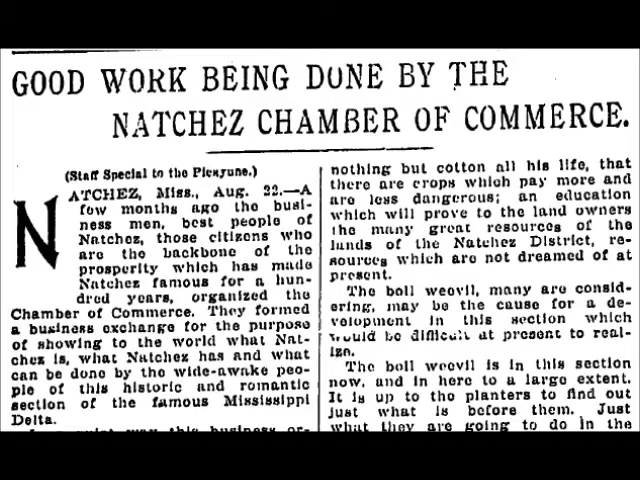 GOOD WORK BEING DONE BY THE
NATCHEZ CHAMBER OF COMMERCE.
(Staff Special to the Picayune.)
NATCHEZ, Miss., Aug. 22.—A
few months ago the busi-
ness men, best people of
Natchez, those citizens who
are the backbone of the
prosperity which has made
Natchez famous for a hun-
dred years, organized the
Chamber of Commerce. They formed
a business exchange for the purpose
of showing to the world what Nat-
chez is, what Natchez has and what
can be done by the wide-awake peo-
ple of this historic and romantic
section of the famous Mississippi
Delta.
way this business or-
nothing but cotton all his life, that
there are crops which pay more and
are less dangerous; an education
which will prove to the land owners
the many great resources of the
lands of the Natchez District, re-
sources which are not dreamed of at
present.
The boll weevil, many are consid-
ering, may be the cause for a de-
velopment in this section which
would be difficult at present to real-
ize.
The boll weevil is in this section
now, and in here to a large extent.
It is up to the planters to find out
just what is before them. Just
what they are going to do in the